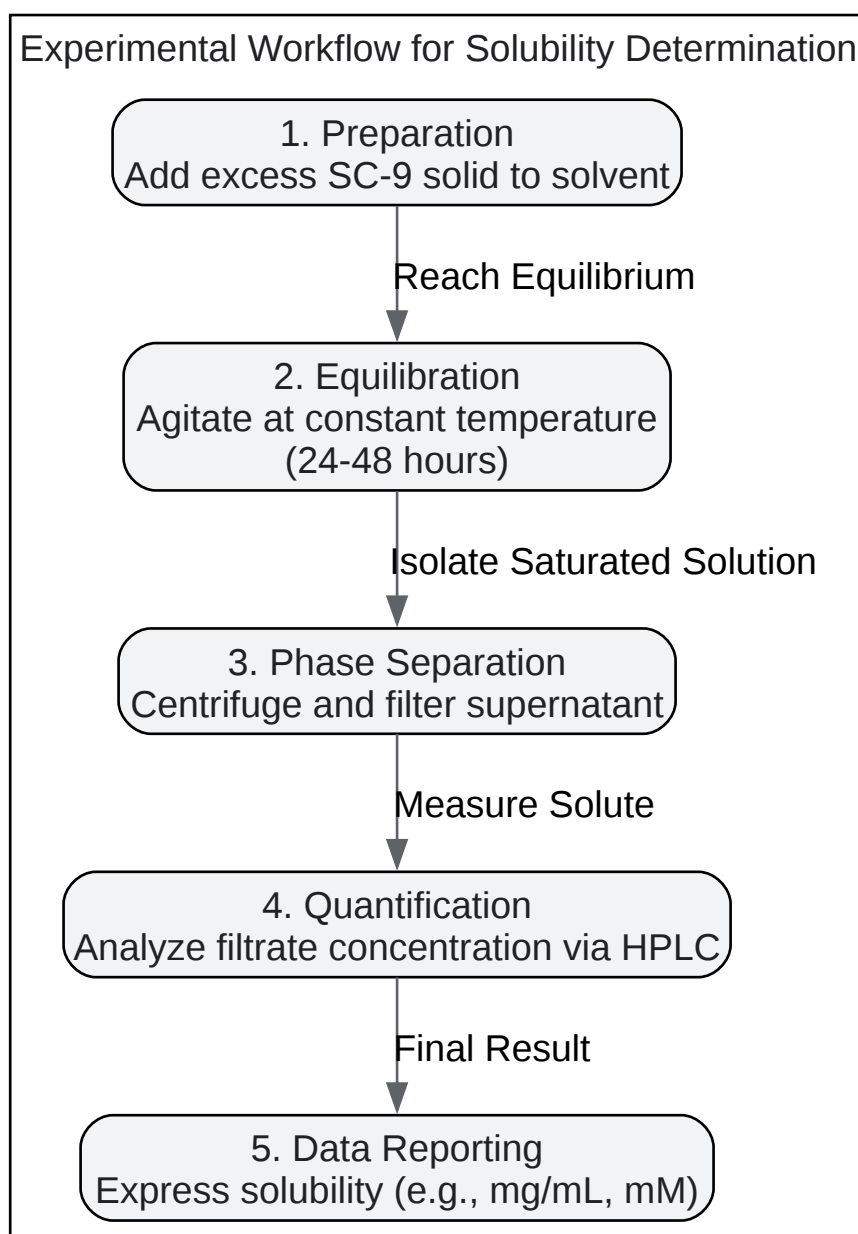 Experimental Workflow for Solubility Determination
1. Preparation
Add excess SC-9 solid to solvent
Reach Equilibrium
2. Equilibration
Agitate at constant temperature
(24-48 hours)
Isolate Saturated Solution
3. Phase Separation
Centrifuge and filter supernatant
Measure Solute
4. Quantification
Analyze filtrate concentration via HPLC
Final Result
5. Data Reporting
Express solubility (e.g., mg/mL, mM)